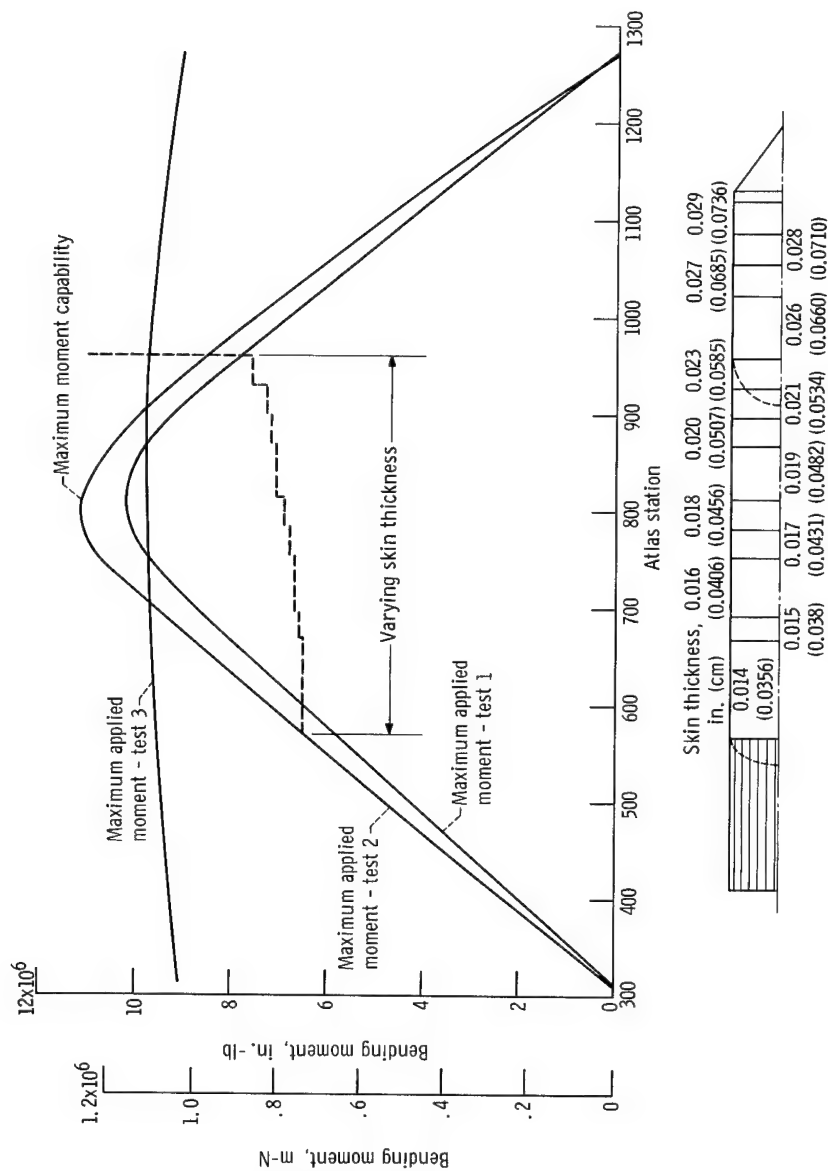 Bending moment, m-N
1.2x10⁶
1.0
.8
.6
.4
.2
0
Bending moment, in.-lb
12x10⁶
10
8
6
4
2
0
Maximum moment capability
Maximum applied
moment - test 3
Varying skin thickness
Maximum applied
moment - test 2
Maximum applied
moment - test 1
300 400 500 600 700 800 900 1000 1100 1200 1300
Atlas station
Skin thickness, 0.016 0.018 0.020 0.023 0.027 0.029
in. (cm) (0.0406) (0.0456) (0.0507) (0.0585) (0.0685) (0.0736)
0.014
(0.0356)
0.015 0.017 0.019 0.021 0.026 0.028
(0.038) (0.0431) (0.0482) (0.0534) (0.0660) (0.0710)